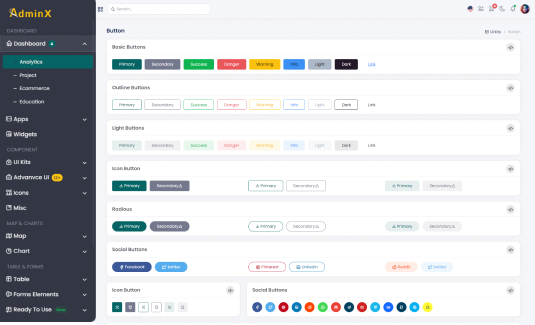 AdminX
Search...
DASHBOARD
Dashboard 4
Analytics
Project
Ecommerce
Education
Apps
Widgets
COMPONENT
UI Kits
Advance UI
Icons
Misc
MAP & CHARTS
Map
Chart
TABLE & FORMS
Table
Forms Elements
Ready To Use
Button
Ui Kits Button
Basic Buttons
Primary Secondary Success Danger Warning Info Light Dark Link
Outline Buttons
Primary Secondary Success Danger Warning Info Light Dark Link
Light Buttons
Primary Secondary Success Danger Warning Info Light Dark Link
Icon Button
Primary Secondary Primary Secondary Primary Secondary
Radious
Primary Secondary Primary Secondary Primary Secondary
Social Buttons
Facebook twitter Pinterest Linkedin Reddit twitter
Icon Button
Social Buttons